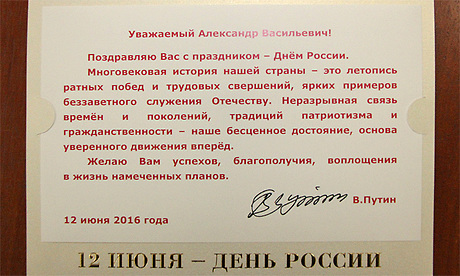 Уважаемый Александр Васильевич!
Поздравляю Вас с праздником – Днём России.
Многовековая история нашей страны – это летопись
ратных побед и трудовых свершений, ярких примеров
беззаветного служения Отечеству. Неразрывная связь
времён и поколений, традиций патриотизма и
гражданственности – наше бесценное достояние, основа
уверенного движения вперёд.
Желаю Вам успехов, благополучия, воплощения
в жизнь намеченных планов.
В.Путин
12 июня 2016 года
12 ИЮНЯ – ДЕНЬ РОССИИ